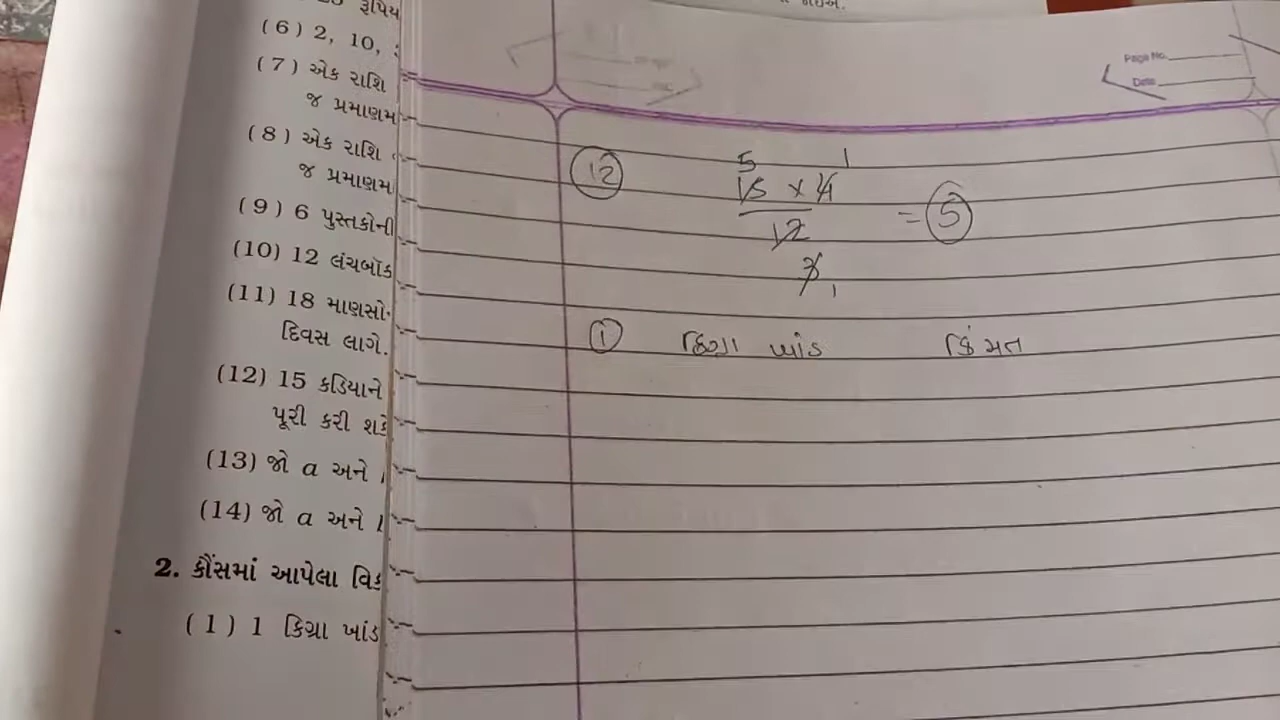 રૂપિય
(6) 2, 10,
(7) એક રાશિ
જ પ્રમાણમ
(8) એક રાશિ
જ પ્રમાણમ
(9) 6 પુસ્તકોની
(10) 12 લંચબૉક
(11) 18 માણસો
દિવસ લાગે.
(12) 15 કડિયાને
પૂરી કરી શકે
(13) જો a અને
(14) જો a અને
2. કૌંસમાં આપેલા વિક
(1) 1 કિગ્રા ખાંડ
Page No.
Date
5 1
12 15 x 4 = 5
12
3
1
1 કિગ્રા ખાંડ કિંમત